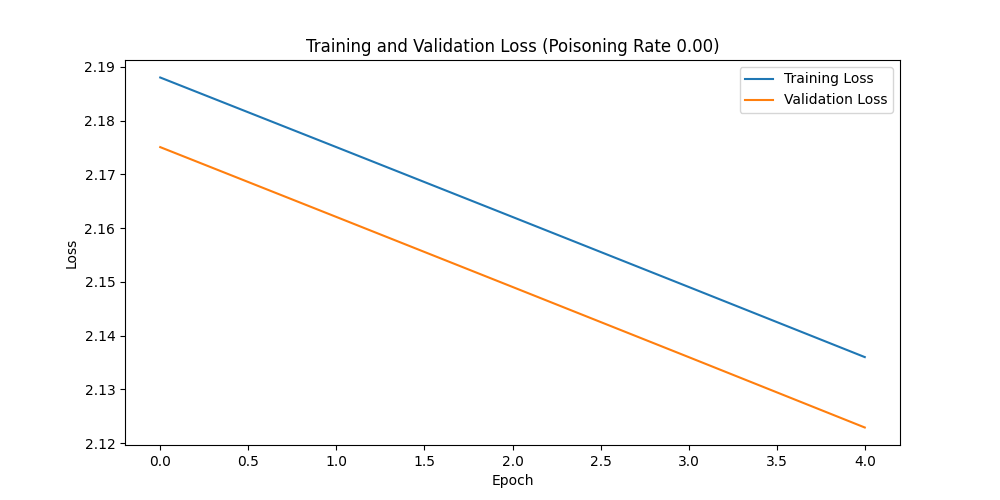 Training and Validation Loss (Poisoning Rate 0.00)
Training Loss
Validation Loss
Loss
2.19
2.18
2.17
2.16
2.15
2.14
2.13
2.12
0.0 0.5 1.0 1.5 2.0 2.5 3.0 3.5 4.0
Epoch